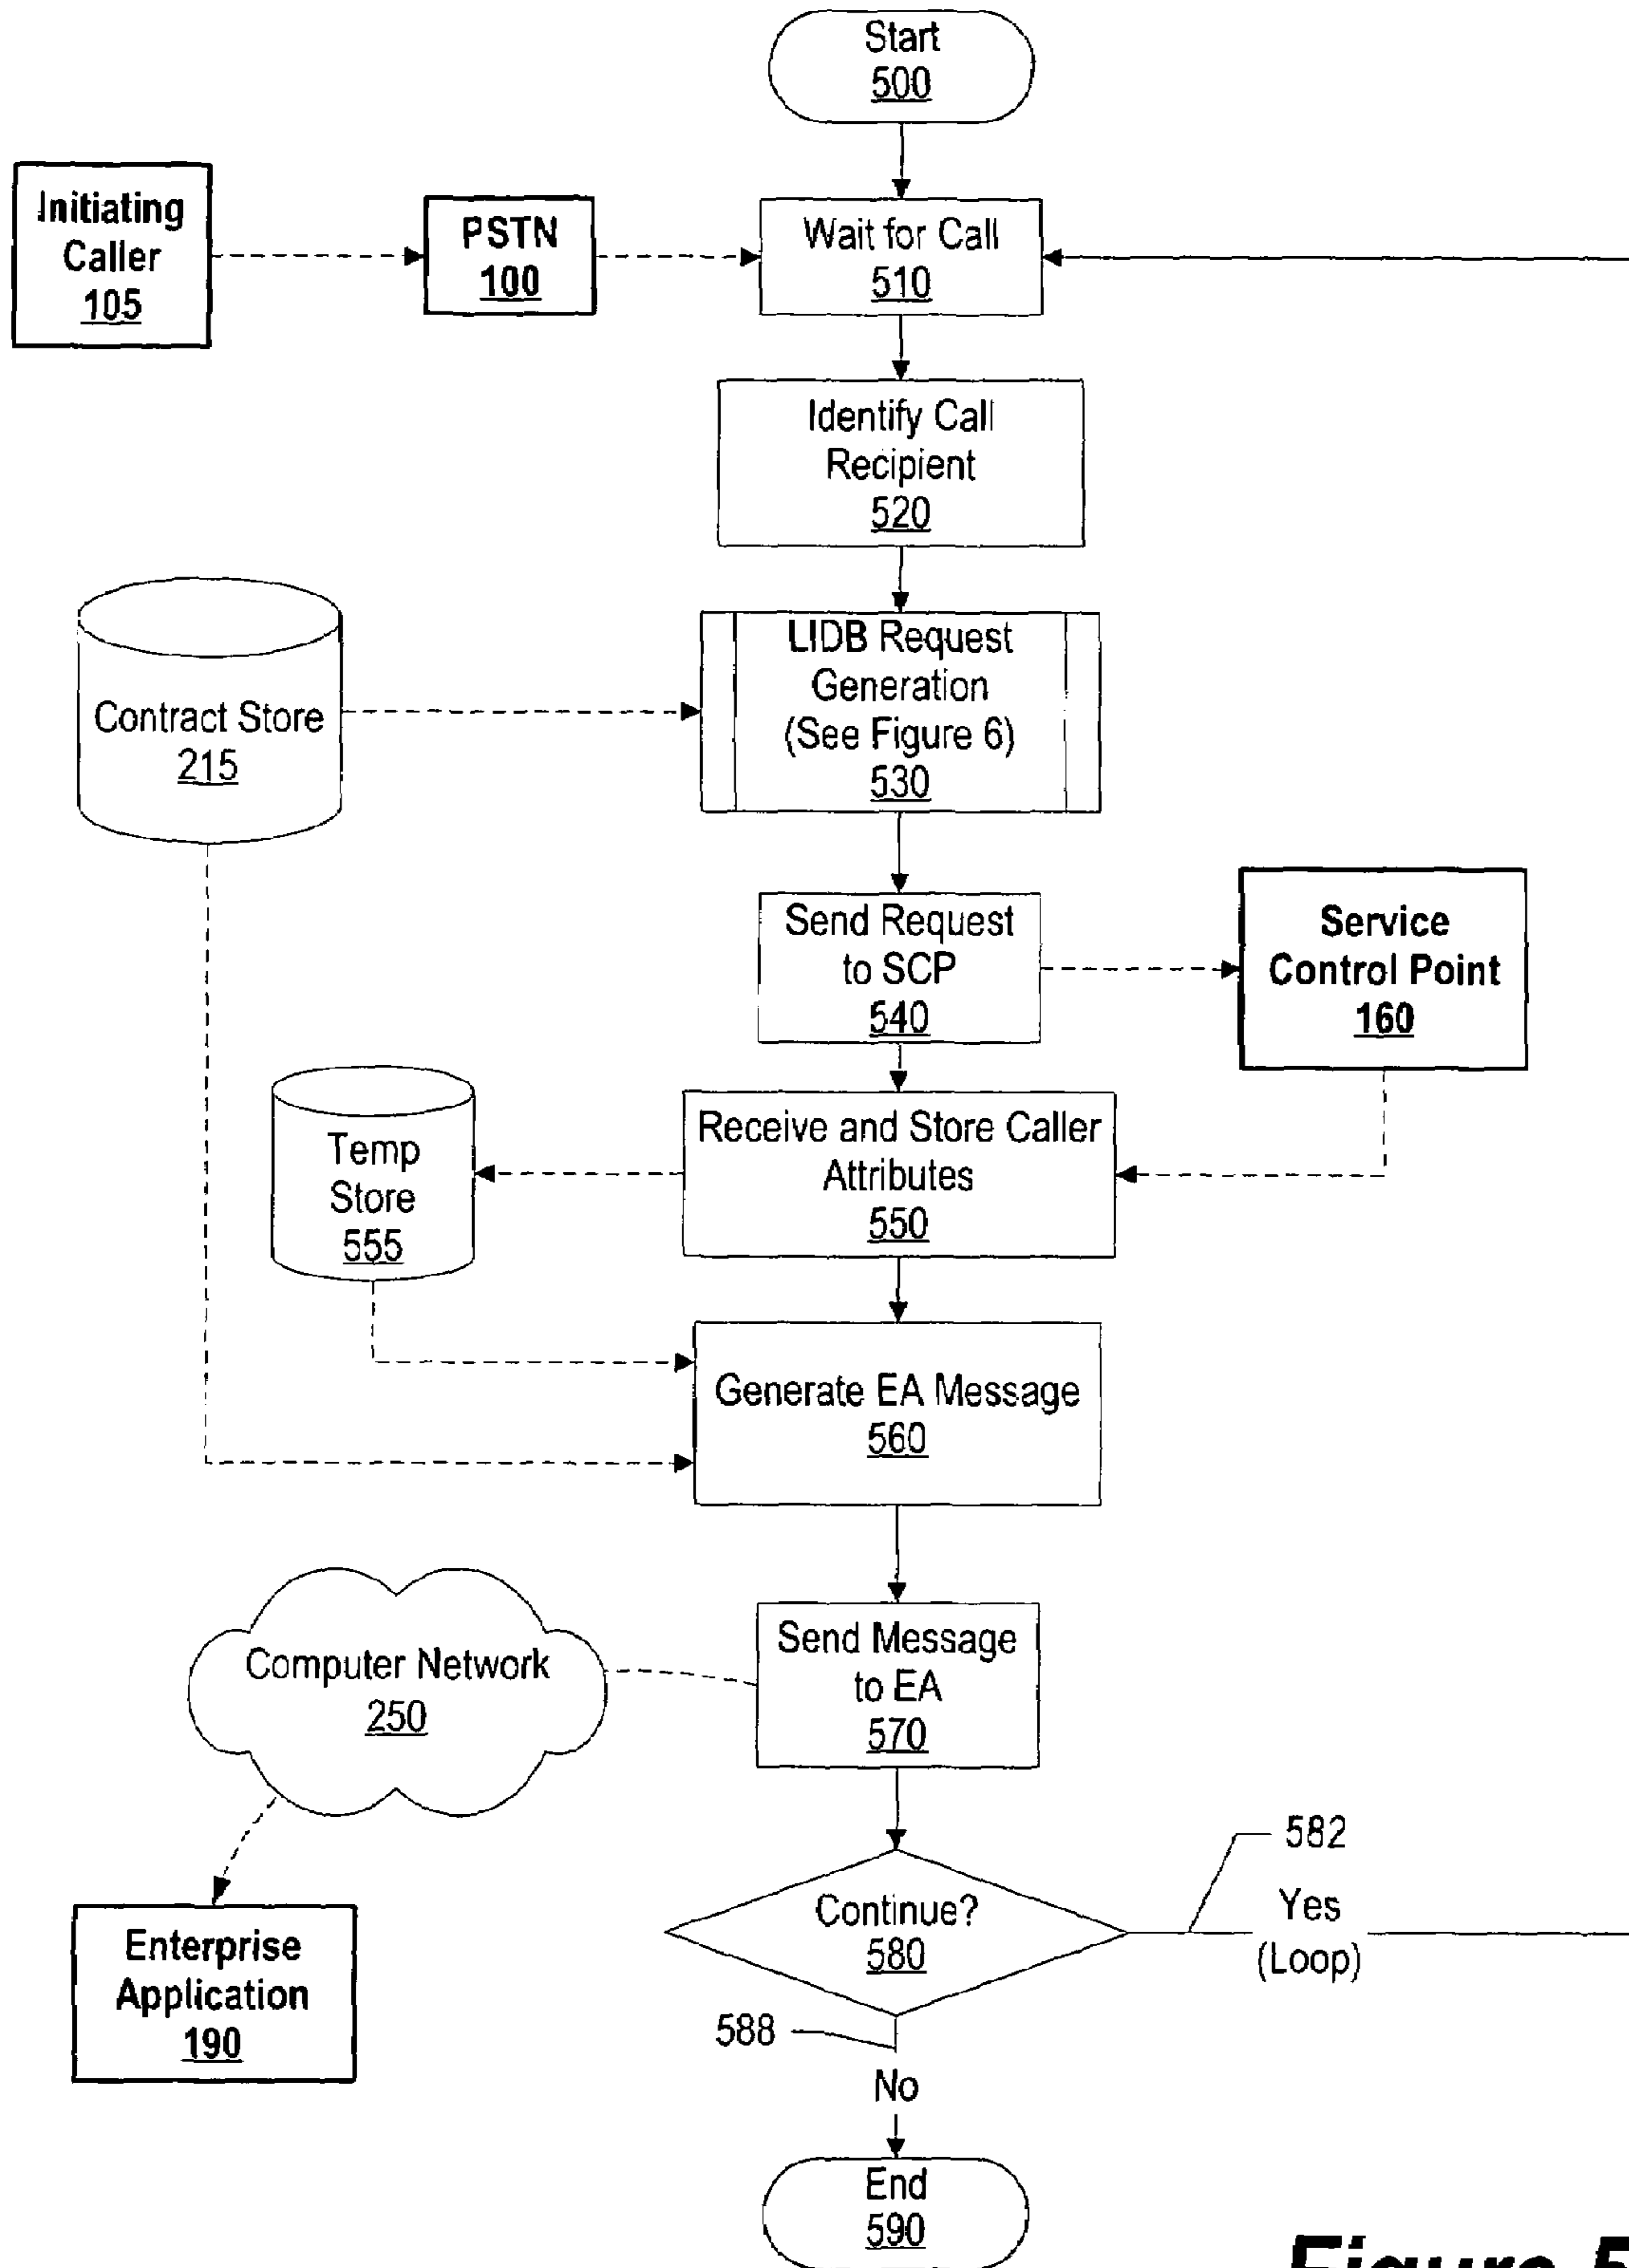 Start
500
Initiating
Caller
105
PSTN
100
Wait for Call
510
Identify Call
Recipient
520
Contract Store
215
LIDB Request
Generation
(See Figure 6)
530
Send Request
to SCP
540
Service
Control Point
160
Temp
Store
555
Receive and Store Caller
Attributes
550
Generate EA Message
560
Computer Network
250
Send Message
to EA
570
582
Continue?
580
Yes
(Loop)
Enterprise
Application
190
588
No
End
590
Figure 5